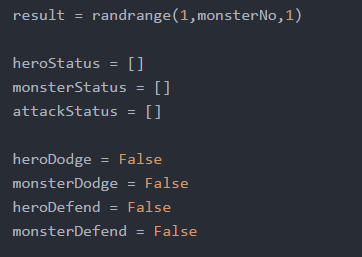 result = randrange(1,monsterNo,1)
heroStatus = []
monsterStatus = []
attackStatus = []
heroDodge = False
monsterDodge = False
heroDefend = False
monsterDefend = False